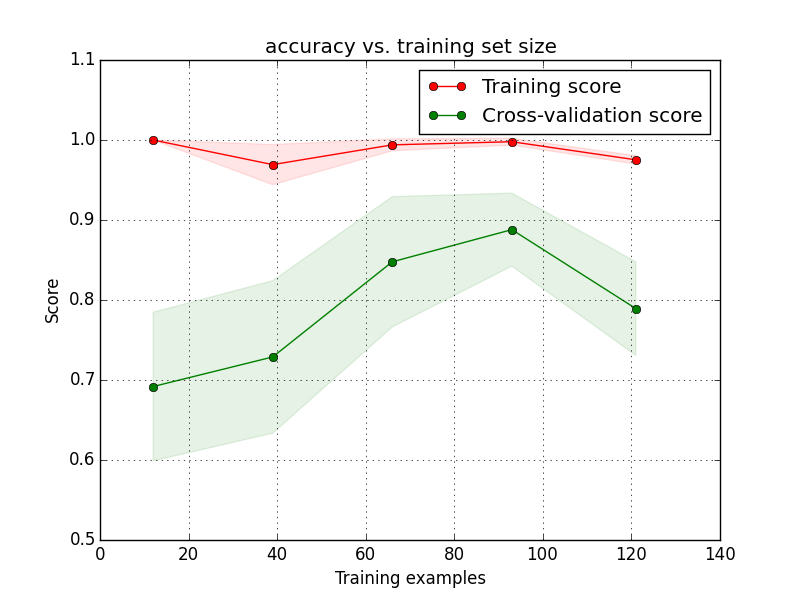 accuracy vs. training set size
Training score
Cross-validation score
1.1
1.0
0.9
0.8
0.7
0.6
0.5
Score
0 20 40 60 80 100 120 140
Training examples